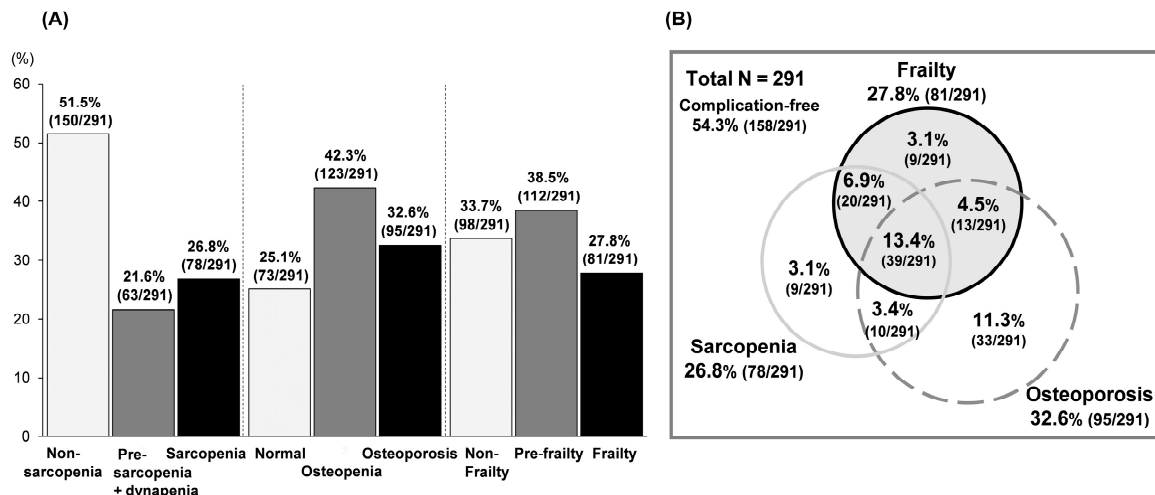 (A)
(%)
60
50
40
30
20
10
0
51.5%
(150/291)
21.6%
(63/291)
26.8%
(78/291)
25.1%
(73/291)
42.3%
(123/291)
32.6%
(95/291)
33.7%
(98/291)
38.5%
(112/291)
27.8%
(81/291)
Non-
sarcopenia
Pre-
sarcopenia
+ dynapenia
Sarcopenia
Normal
Osteopenia
Osteoporosis
Non-
Frailty
Pre-frailty
Frailty
(B)
Total N = 291
Complication-free
54.3% (158/291)
Frailty
27.8% (81/291)
3.1%
(9/291)
6.9%
(20/291)
4.5%
(13/291)
13.4%
(39/291)
3.1%
(9/291)
3.4%
(10/291)
11.3%
(33/291)
Sarcopenia
26.8% (78/291)
Osteoporosis
32.6% (95/291)